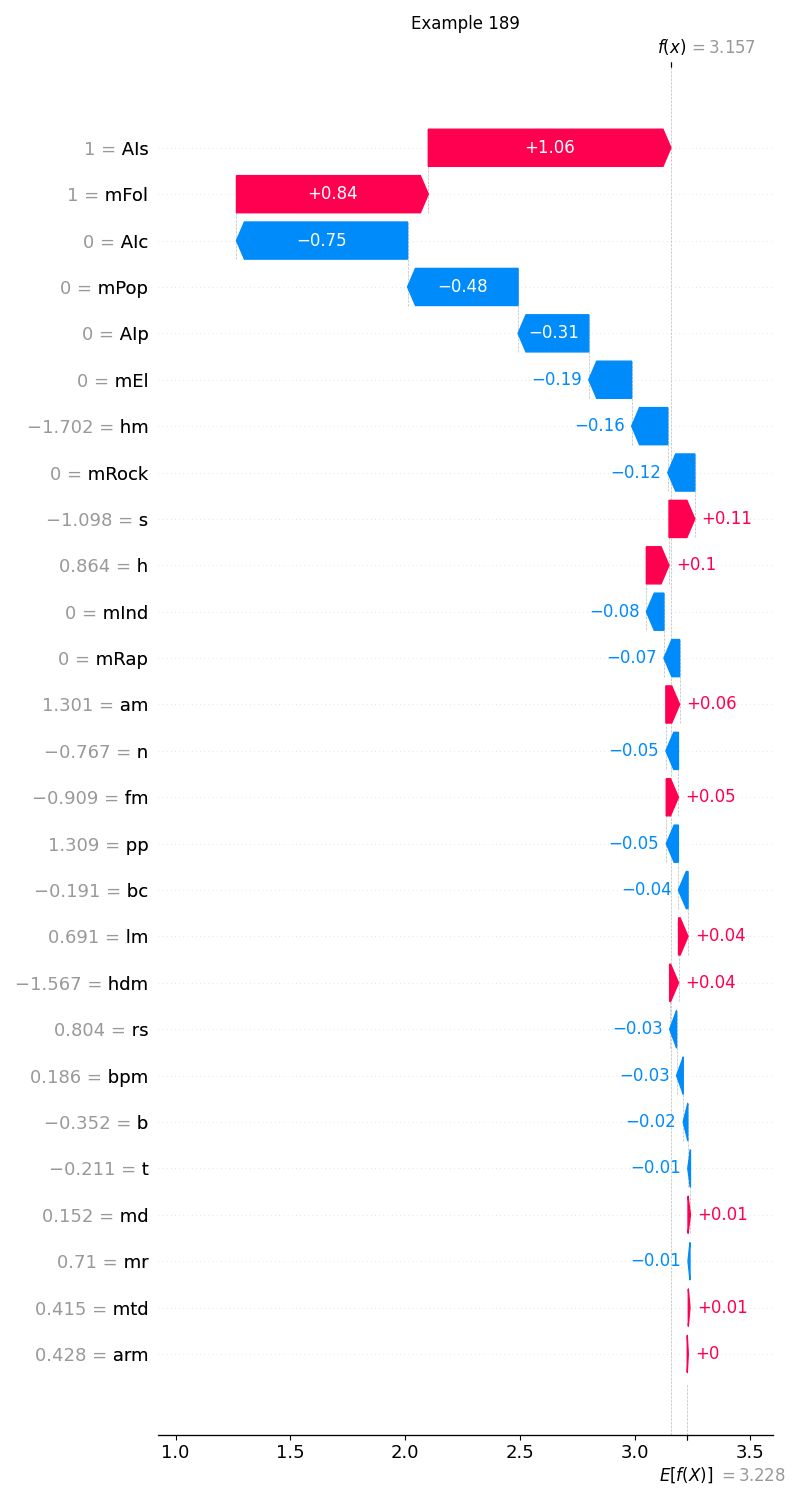 Example 189
f(x) = 3.157
1 = AIs +1.06
1 = mFol +0.84
0 = AIc −0.75
0 = mPop −0.48
0 = AIp −0.31
0 = mEl −0.19
−1.702 = hm −0.16
0 = mRock −0.12
−1.098 = s +0.11
0.864 = h +0.1
0 = mInd −0.08
0 = mRap −0.07
1.301 = am +0.06
−0.767 = n −0.05
−0.909 = fm +0.05
1.309 = pp −0.05
−0.191 = bc −0.04
0.691 = lm +0.04
−1.567 = hdm +0.04
0.804 = rs −0.03
0.186 = bpm −0.03
−0.352 = b −0.02
−0.211 = t −0.01
0.152 = md +0.01
0.71 = mr −0.01
0.415 = mtd +0.01
0.428 = arm +0
1.0 1.5 2.0 2.5 3.0 3.5
E[f(X)] = 3.228